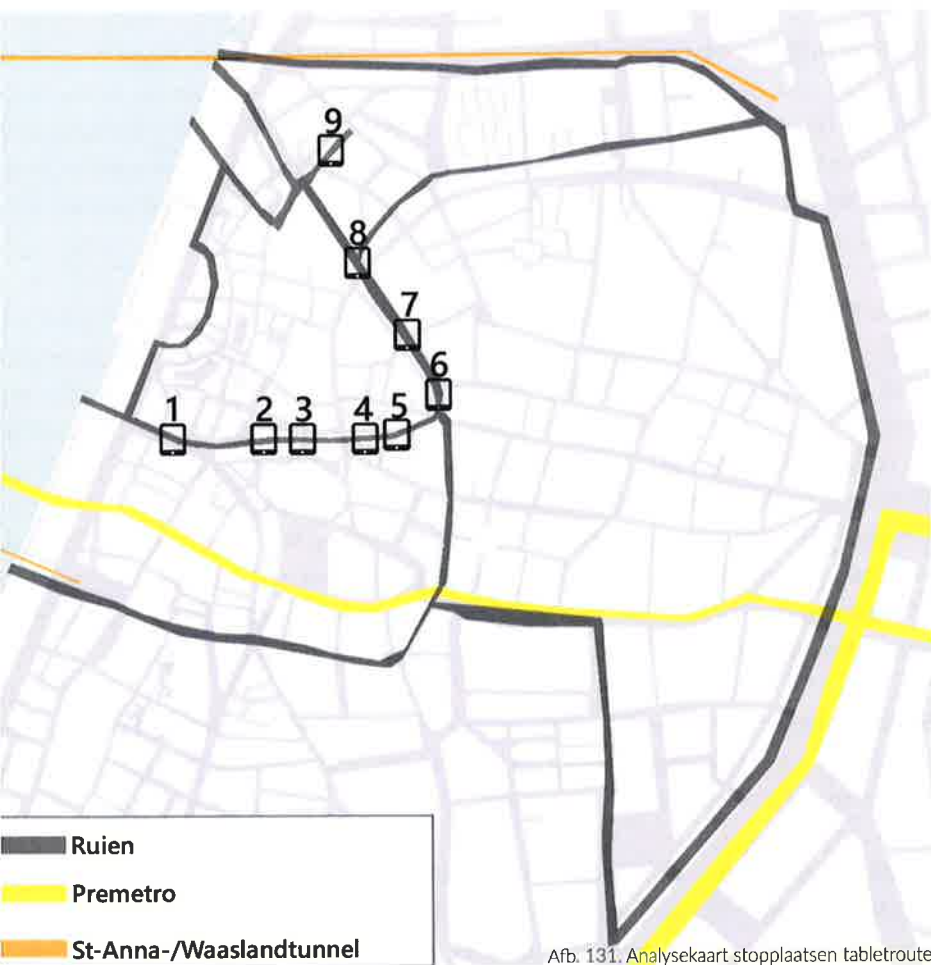 9
8
7
6
1 2 3 4 5
Ruien
Premetro
St-Anna-/Waaslandtunnel
Afb. 131. Analysekaart stopplaatsen tabletroute